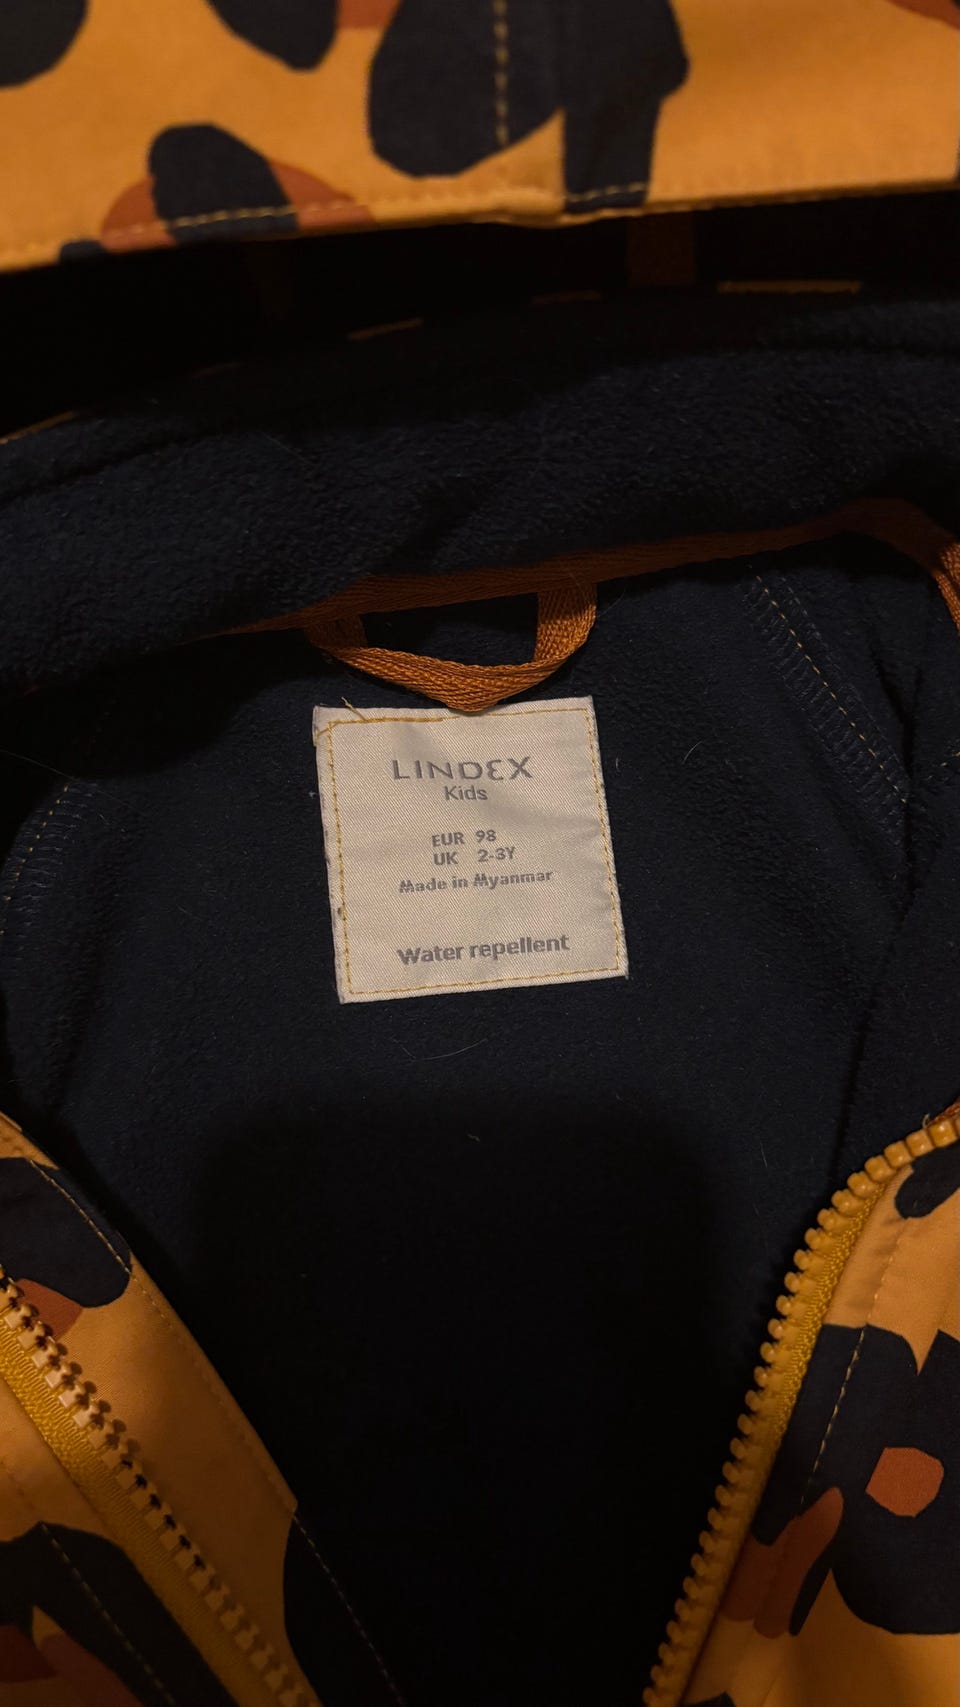 LINDEX
Kids
EUR 98
UK 2-3Y
Made in Myanmar
Water repellent